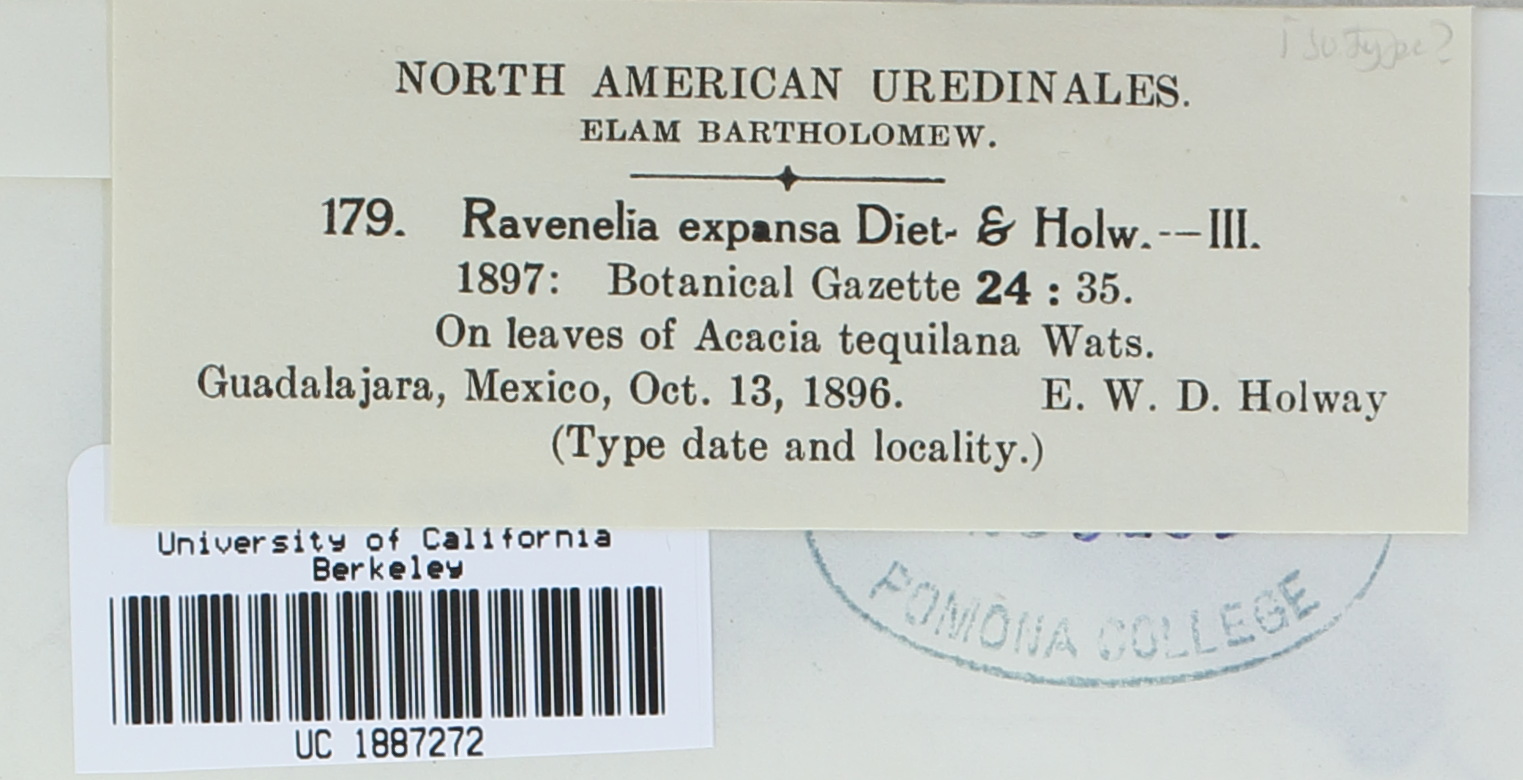 isotype?
NORTH AMERICAN UREDINALES.
ELAM BARTHOLOMEW.
179. Ravenelia expansa Diet- & Holw.--III.
1897: Botanical Gazette 24 : 35.
On leaves of Acacia tequilana Wats.
Guadalajara, Mexico, Oct. 13, 1896. E. W. D. Holway
(Type date and locality.)
University of California
Berkeley
UC 1887272
POMONA COLLEGE